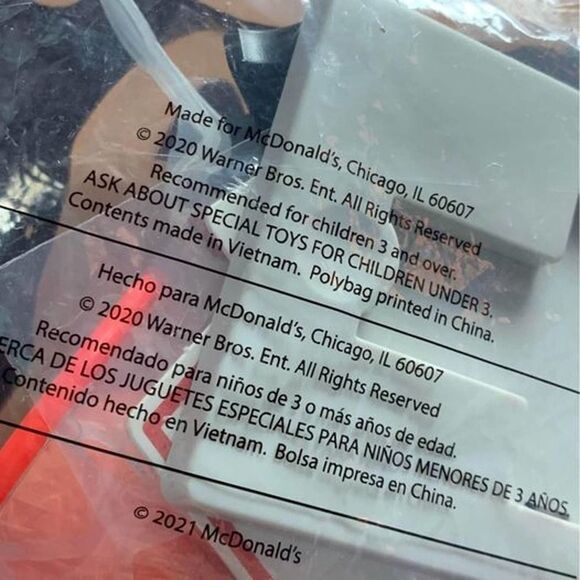 Made for McDonald's, Chicago, IL 60607
© 2020 Warner Bros. Ent. All Rights Reserved
Recommended for children 3 and over.
ASK ABOUT SPECIAL TOYS FOR CHILDREN UNDER 3.
Contents made in Vietnam. Polybag printed in China.
Hecho para McDonald's, Chicago, IL 60607
© 2020 Warner Bros. Ent. All Rights Reserved
Recomendado para niños de 3 o más años de edad.
ERCA DE LOS JUGUETES ESPECIALES PARA NIÑOS MENORES DE 3 AÑOS
Contenido hecho en Vietnam. Bolsa impresa en China.
© 2021 McDonald's